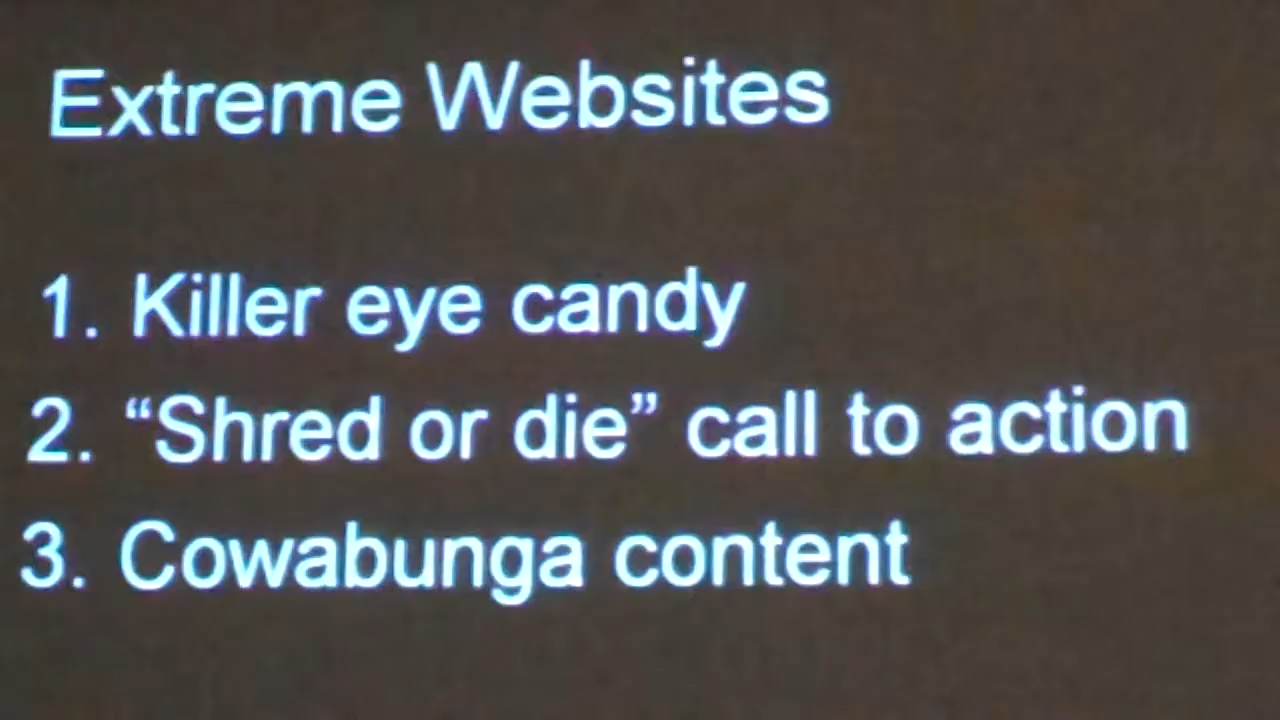 Extreme Websites
1. Killer eye candy
2. “Shred or die” call to action
3. Cowabunga content